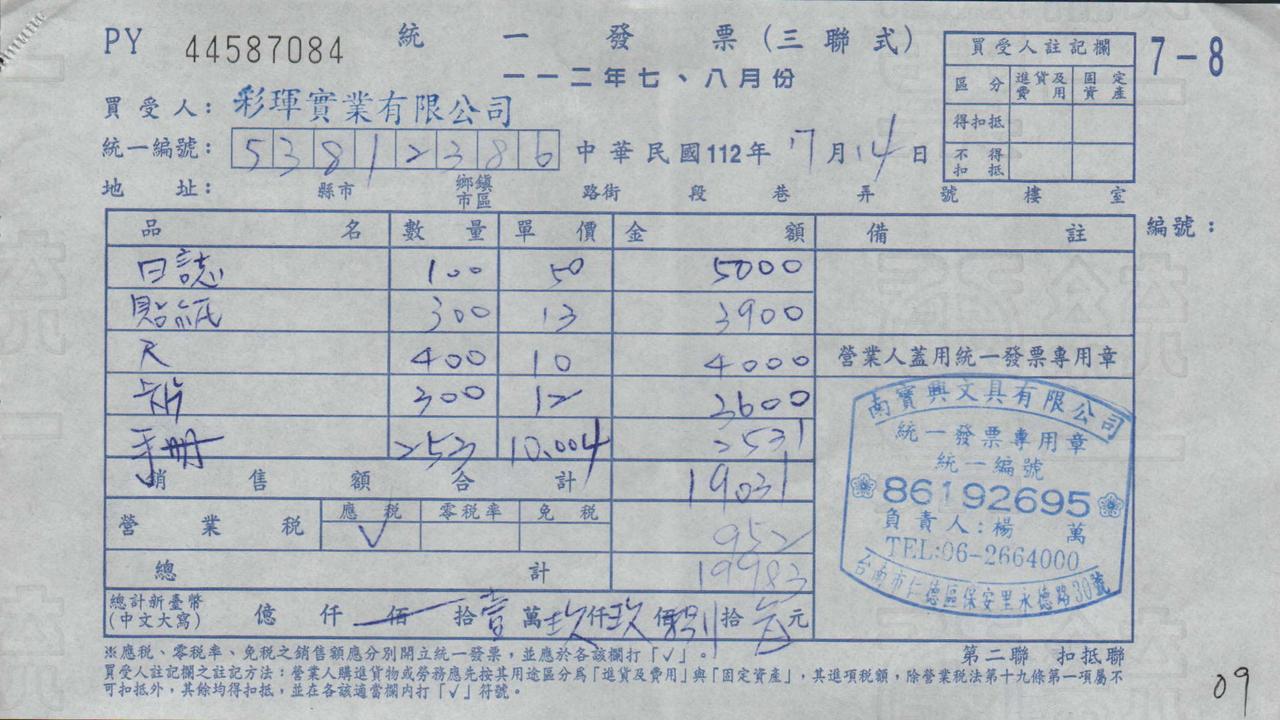 PY 44587084 統一發票(三聯式) 7-8
一一二年七、八月份
買受人註記欄
區分 進貨及費用 固定資產
得扣抵
不得扣抵
買受人: 彩琿實業有限公司
統一編號: 53812386 中華民國112年 7月 14日
地址: 縣市 鄉鎮市區 路街 段 巷 弄 號 樓 室
品名 數量 單價 金額 備註 編號:
日誌 100 50 5000
貼紙 300 13 3900
尺 400 10 4000
卡片 300 12 3600
手冊 253 10.004 2531
銷售額合計 19031
營業稅 應稅 零稅率 免稅 952
√
總計 19983
總計新臺幣(中文大寫) 億 仟 佰 拾壹萬玖仟玖佰捌拾叁元
營業人蓋用統一發票專用章
南寶興文具有限公司
統一發票專用章
統一編號
86192695
負責人:楊 萬
TEL:06-2664000
台南市仁德區保安里永德路30號
※應稅、零稅率、免稅之銷售額應分別開立統一發票,並應於各該欄打「√」。 第二聯 扣抵聯
買受人註記欄之註記方法:營業人購進貨物或勞務應先按其用途區分為「進貨及費用」與「固定資產」,其進項稅額,除營業稅法第十九條第一項屬不
可扣抵外,其餘均得扣抵,並在各該適當欄內打「√」符號。
09